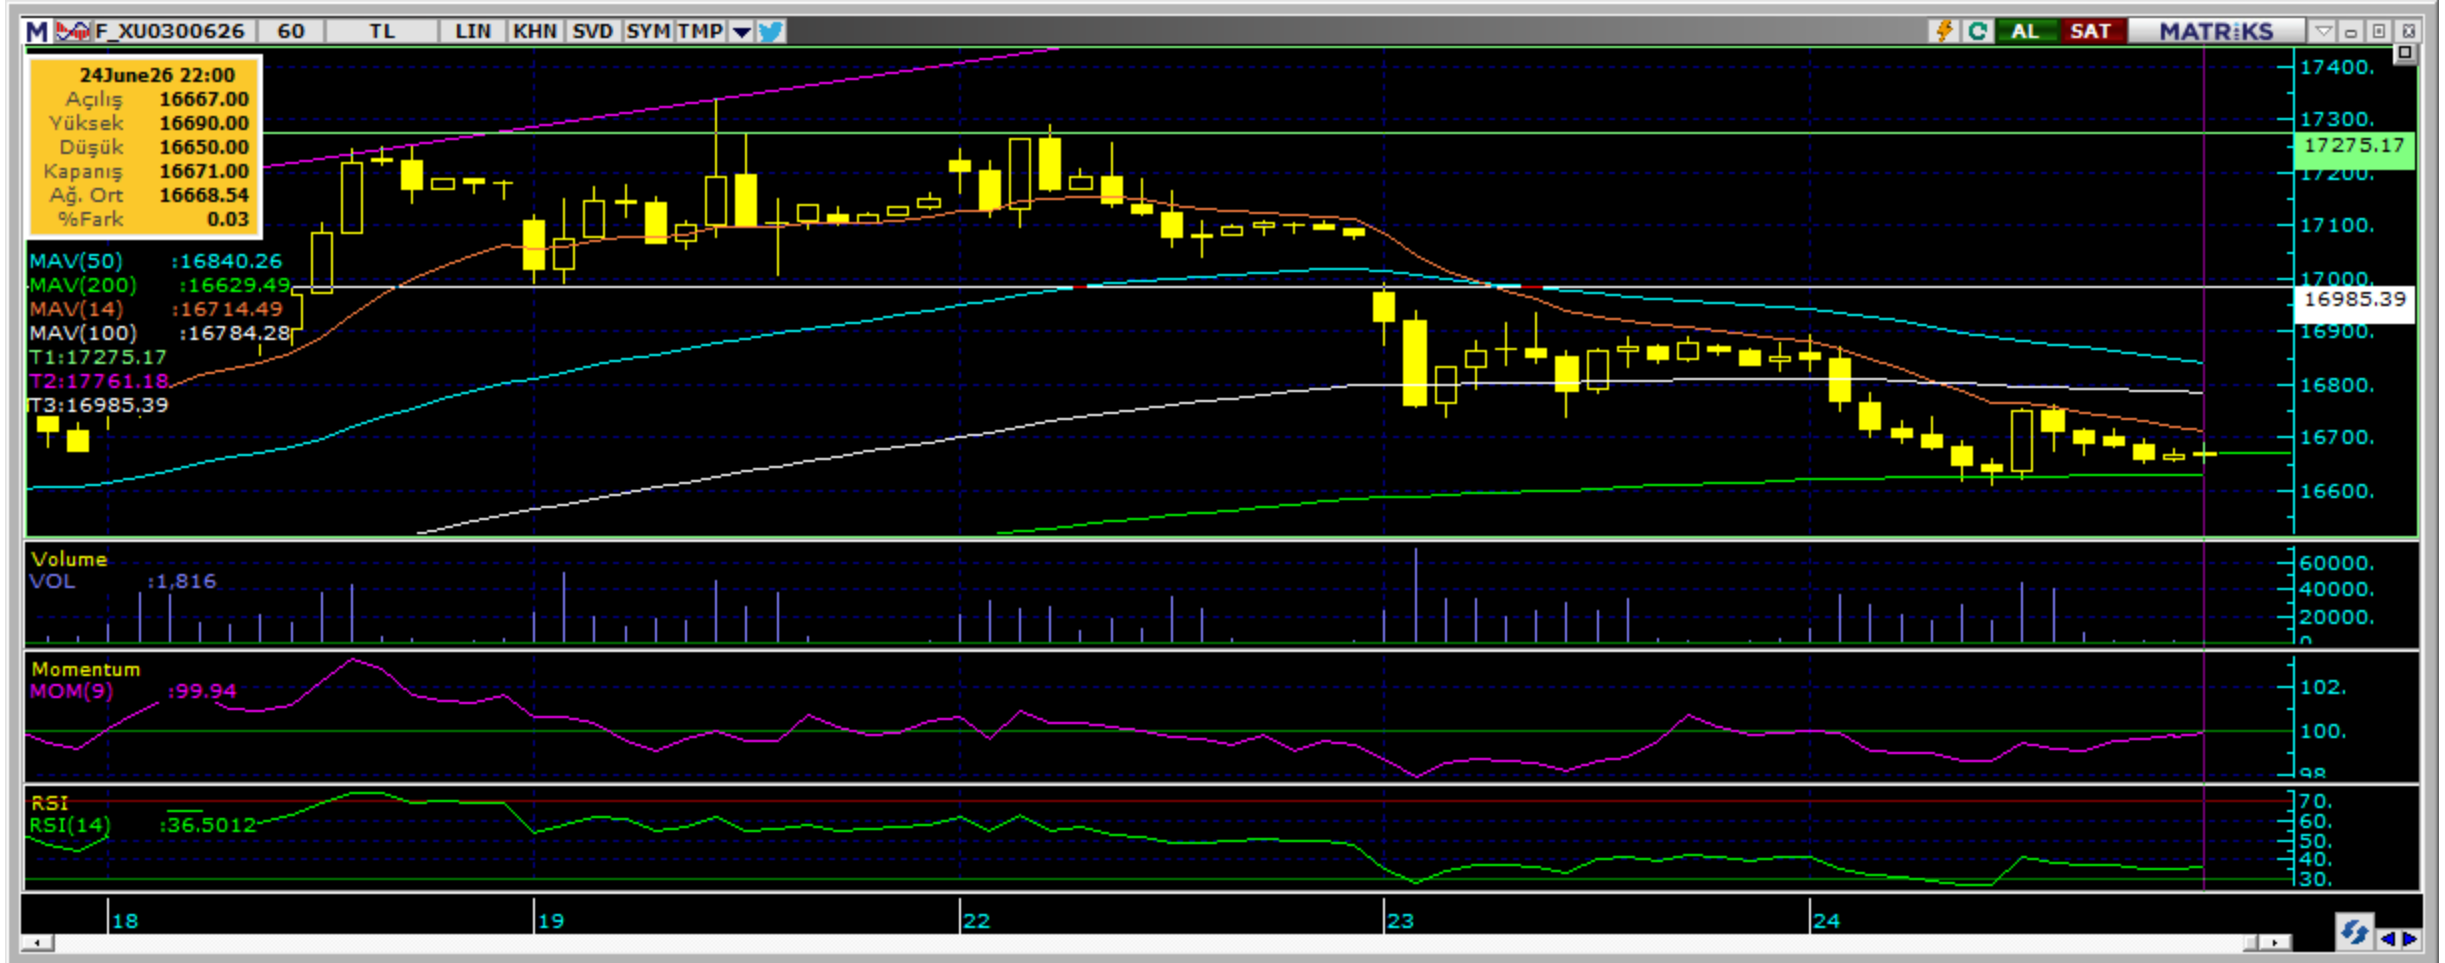 M F_XU0300626 60 TL LIN KHN SVD SYM TMP AL SAT MATRiKS
24June26 22:00
Açılış 16667.00
Yüksek 16690.00
Düşük 16650.00
Kapanış 16671.00
Ağ. Ort 16668.54
%Fark 0.03
MAV(50) :16840.26
MAV(200) :16629.49
MAV(14) :16714.49
MAV(100) :16784.28
T1:17275.17
T2:17761.18
T3:16985.39
17400.
17300.
17275.17
17200.
17100.
17000.
16985.39
16900.
16800.
16700.
16600.
Volume
VOL :1,816
60000.
40000.
20000.
0
Momentum
MOM(9) :99.94
102.
100.
98
RSI
RSI(14) :36.5012
70.
60.
50.
40.
30.
18 19 22 23 24